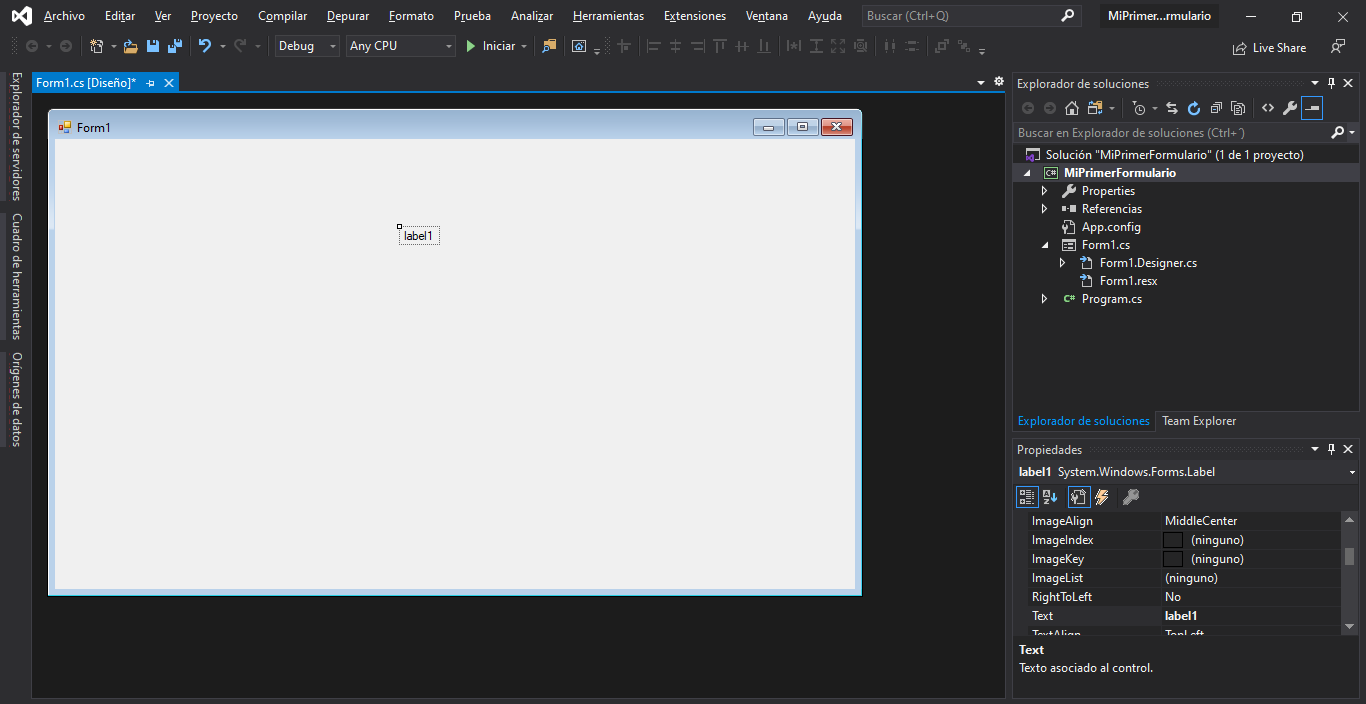 Archivo Editar Ver Proyecto Compilar Depurar Formato Prueba Analizar Herramientas Extensiones Ventana Ayuda Buscar (Ctrl+Q) MiPrimer...rmulario
Debug Any CPU Iniciar Live Share
Explorador de servidores
Cuadro de herramientas
Orígenes de datos
Form1.cs [Diseño]*
Form1
label1
Explorador de soluciones
Buscar en Explorador de soluciones (Ctrl+´)
Solución "MiPrimerFormulario" (1 de 1 proyecto)
C# MiPrimerFormulario
Properties
Referencias
App.config
Form1.cs
Form1.Designer.cs
Form1.resx
C# Program.cs
Explorador de soluciones Team Explorer
Propiedades
label1 System.Windows.Forms.Label
ImageAlign MiddleCenter
ImageIndex (ninguno)
ImageKey (ninguno)
ImageList (ninguno)
RightToLeft No
Text label1
TextAlign TopLeft
Text
Texto asociado al control.